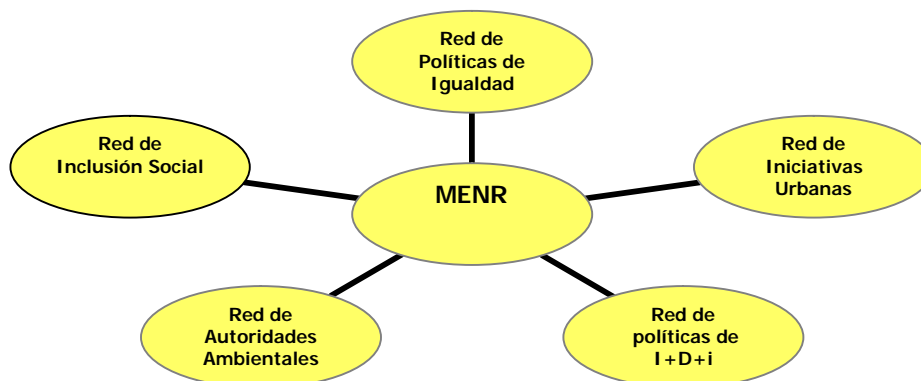 Red de
Políticas de
Igualdad
Red de
Inclusión Social
Red de
Iniciativas
Urbanas
MENR
Red de
Autoridades
Ambientales
Red de
políticas de
I+D+i